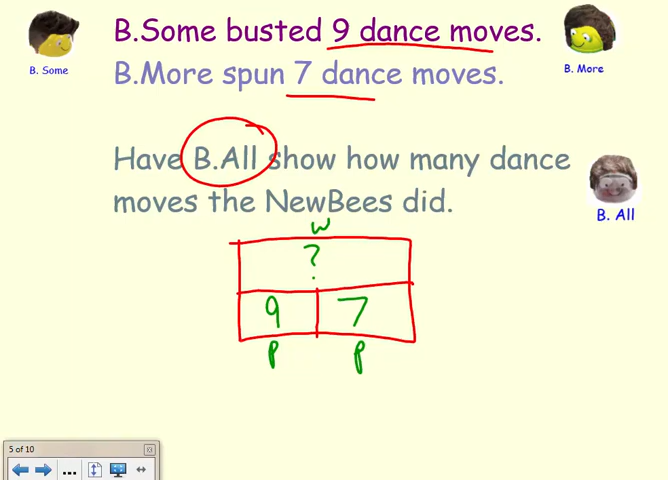 B.Some busted 9 dance moves.
B. Some
B.More spun 7 dance moves.
B. More
Have B.All show how many dance
moves the NewBees did.
B. All
W
?
9 7
P P
5 of 10
...